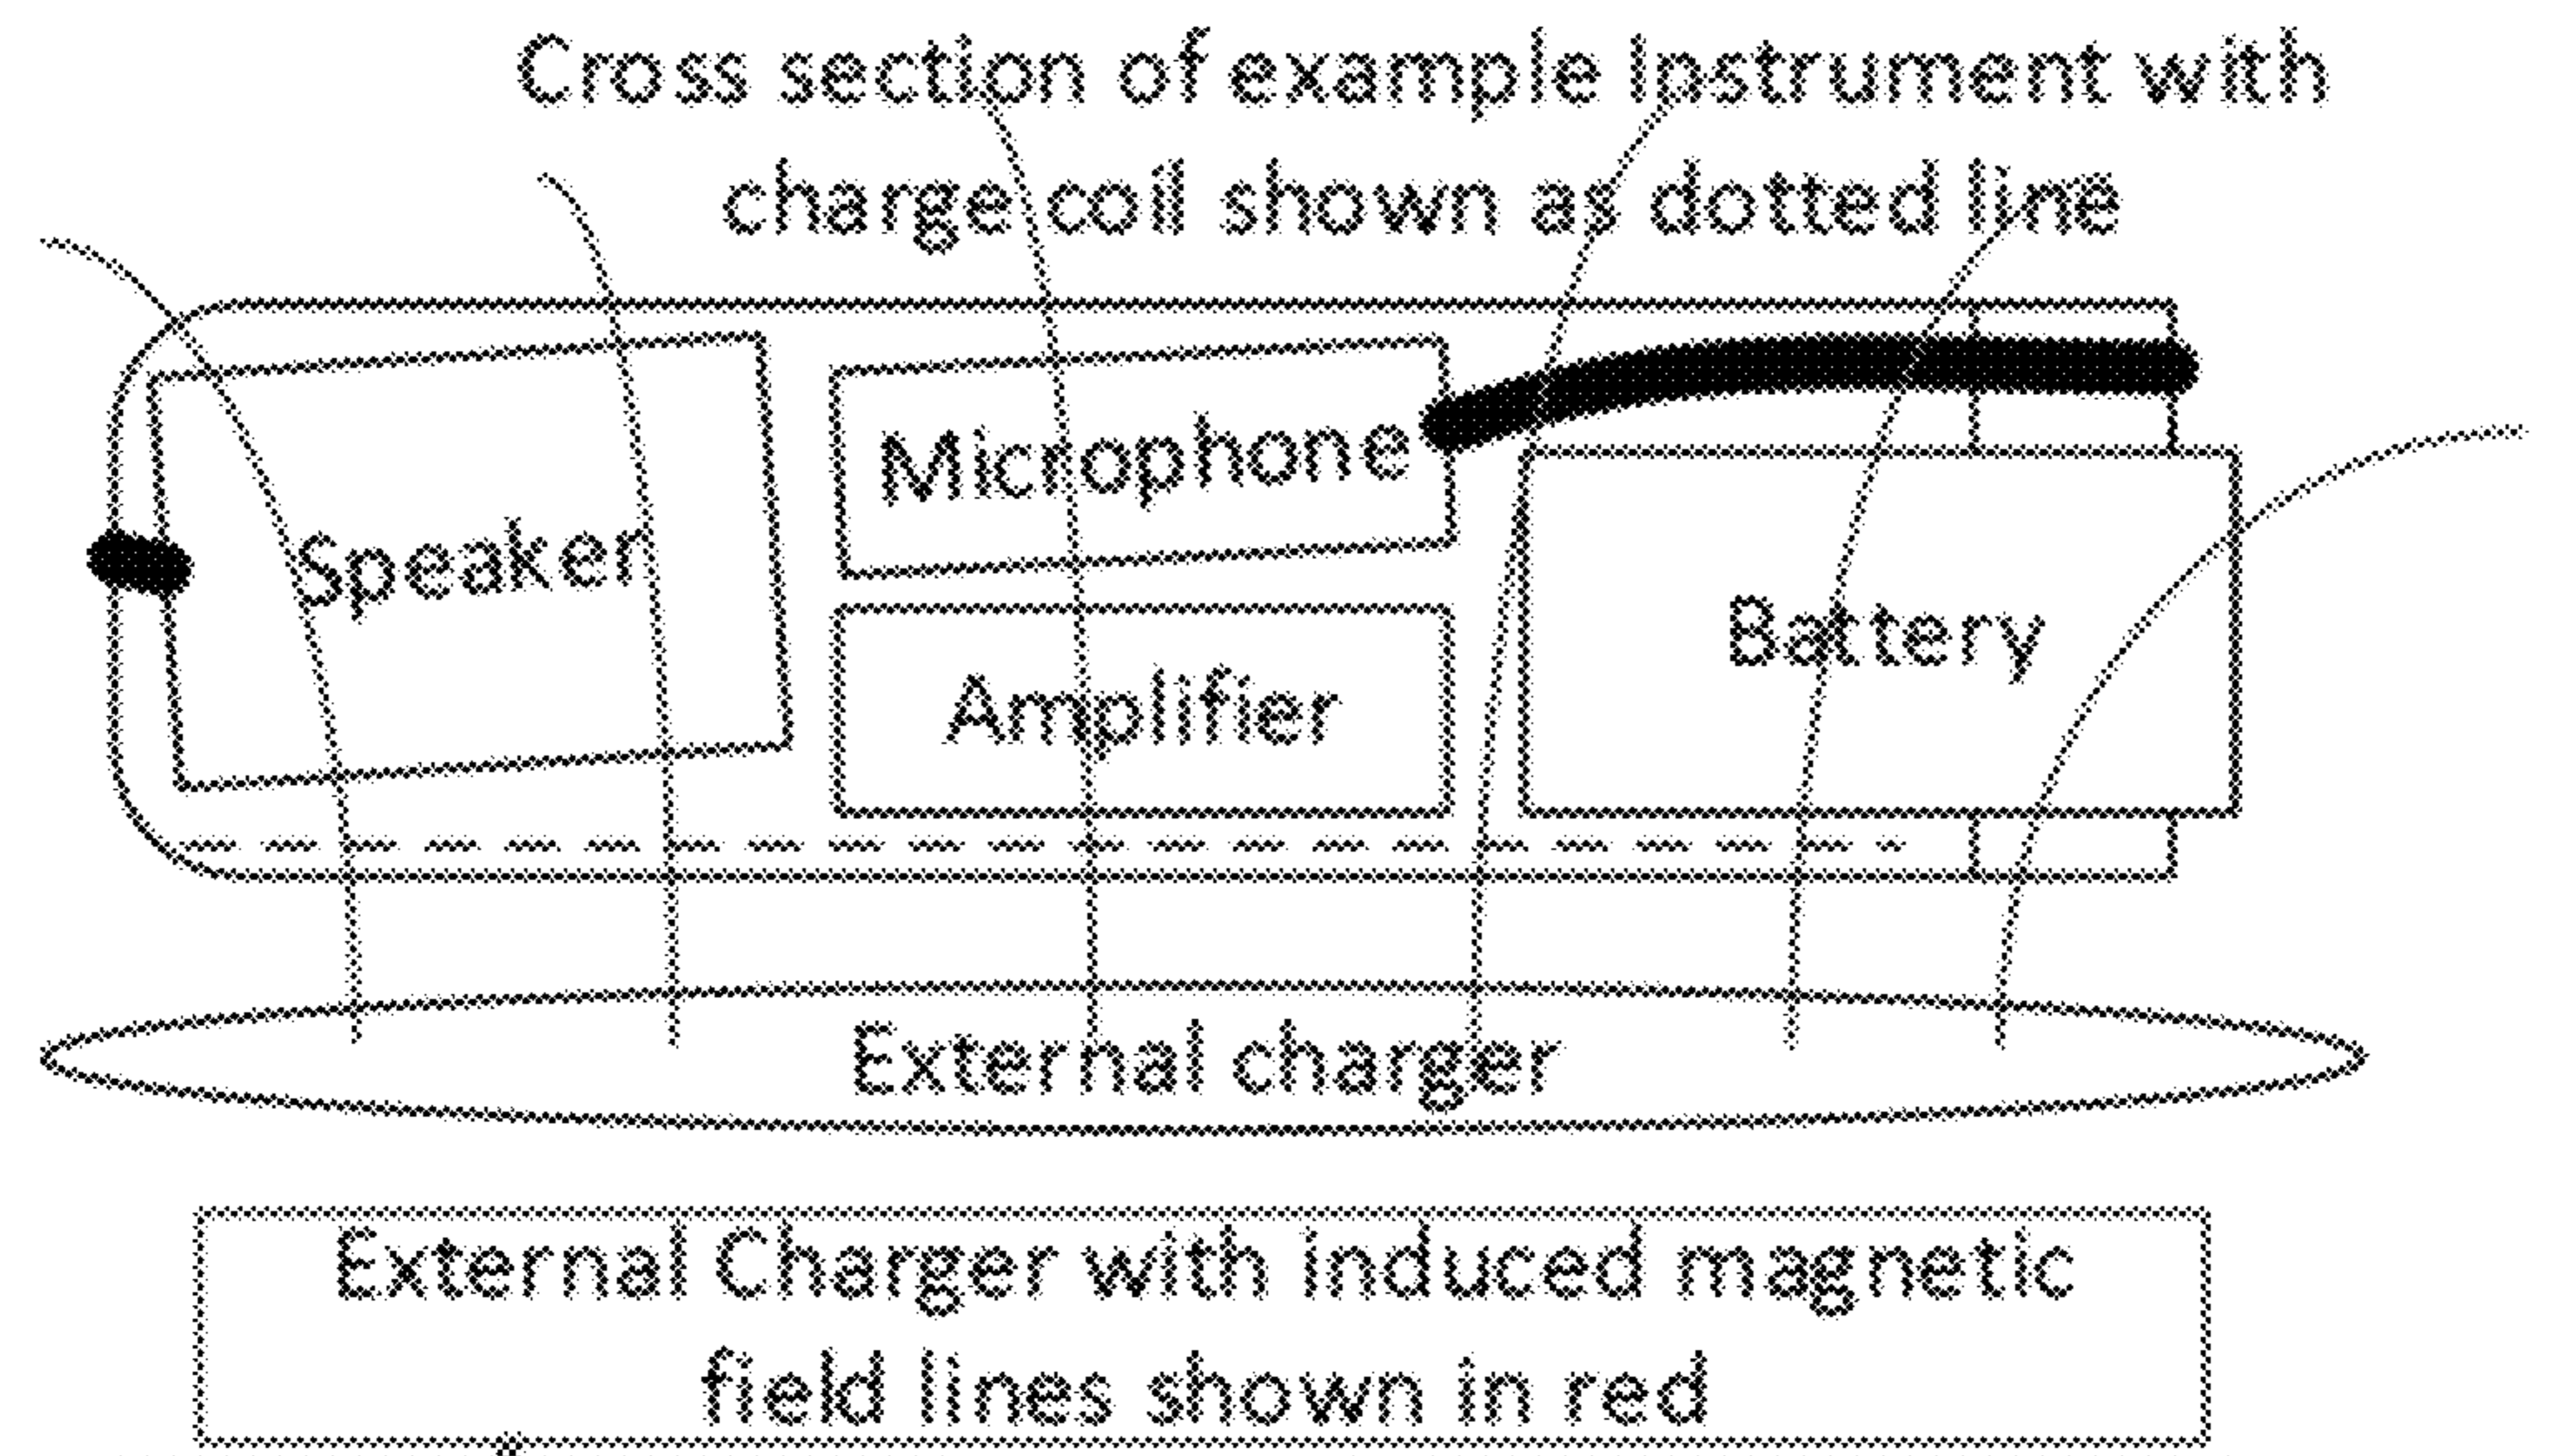 Cross section of example Instrument with
charge coil shown as dotted line
Speaker
Microphone
Amplifier
Battery
External charger
External Charger with induced magnetic
field lines shown in red